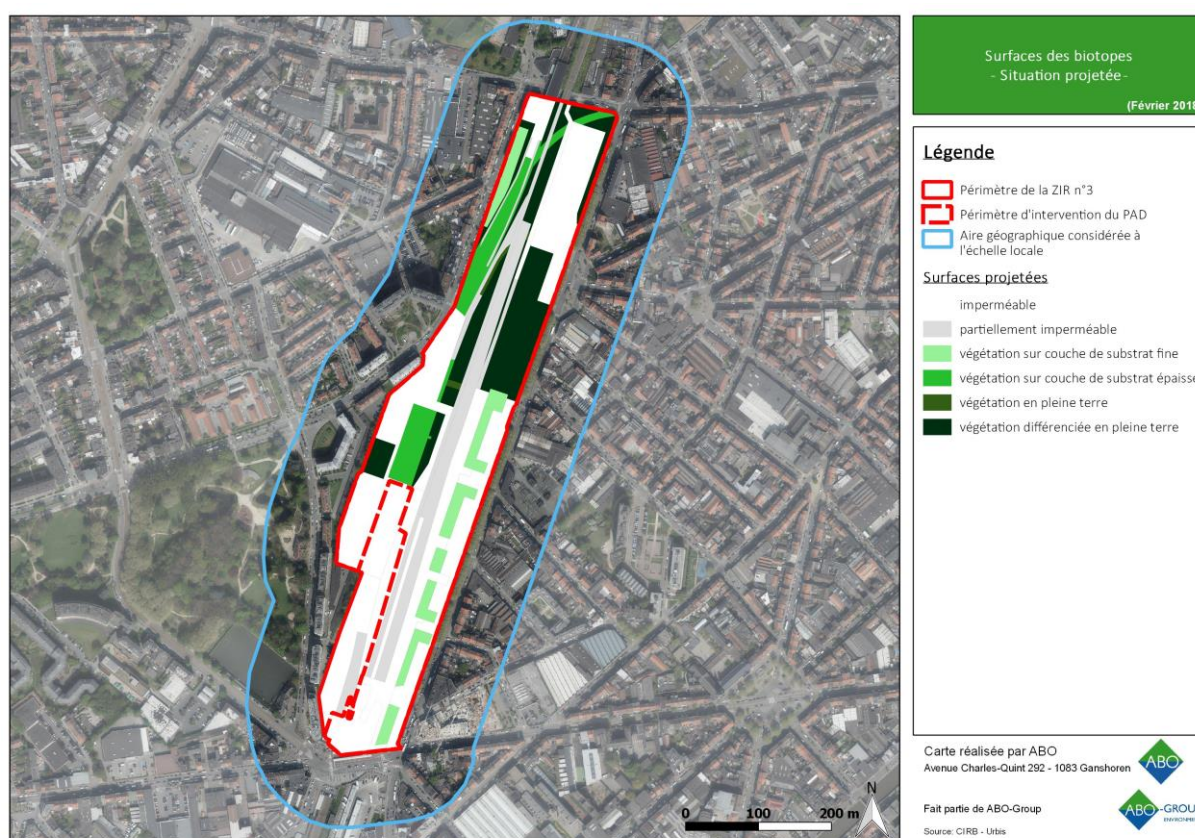 Surfaces des biotopes
- Situation projetée -
(Février 2018
Légende
Périmètre de la ZIR n°3
Périmètre d'intervention du PAD
Aire géographique considérée à
l'échelle locale
Surfaces projetées
imperméable
partiellement imperméable
végétation sur couche de substrat fine
végétation sur couche de substrat épaisse
végétation en pleine terre
végétation différenciée en pleine terre
N
0 100 200 m
Carte réalisée par ABO
Avenue Charles-Quint 292 - 1083 Ganshoren
ABO
Fait partie de ABO-Group
ABO-GROU
ENVIRONME
Source: CIRB - Urbis